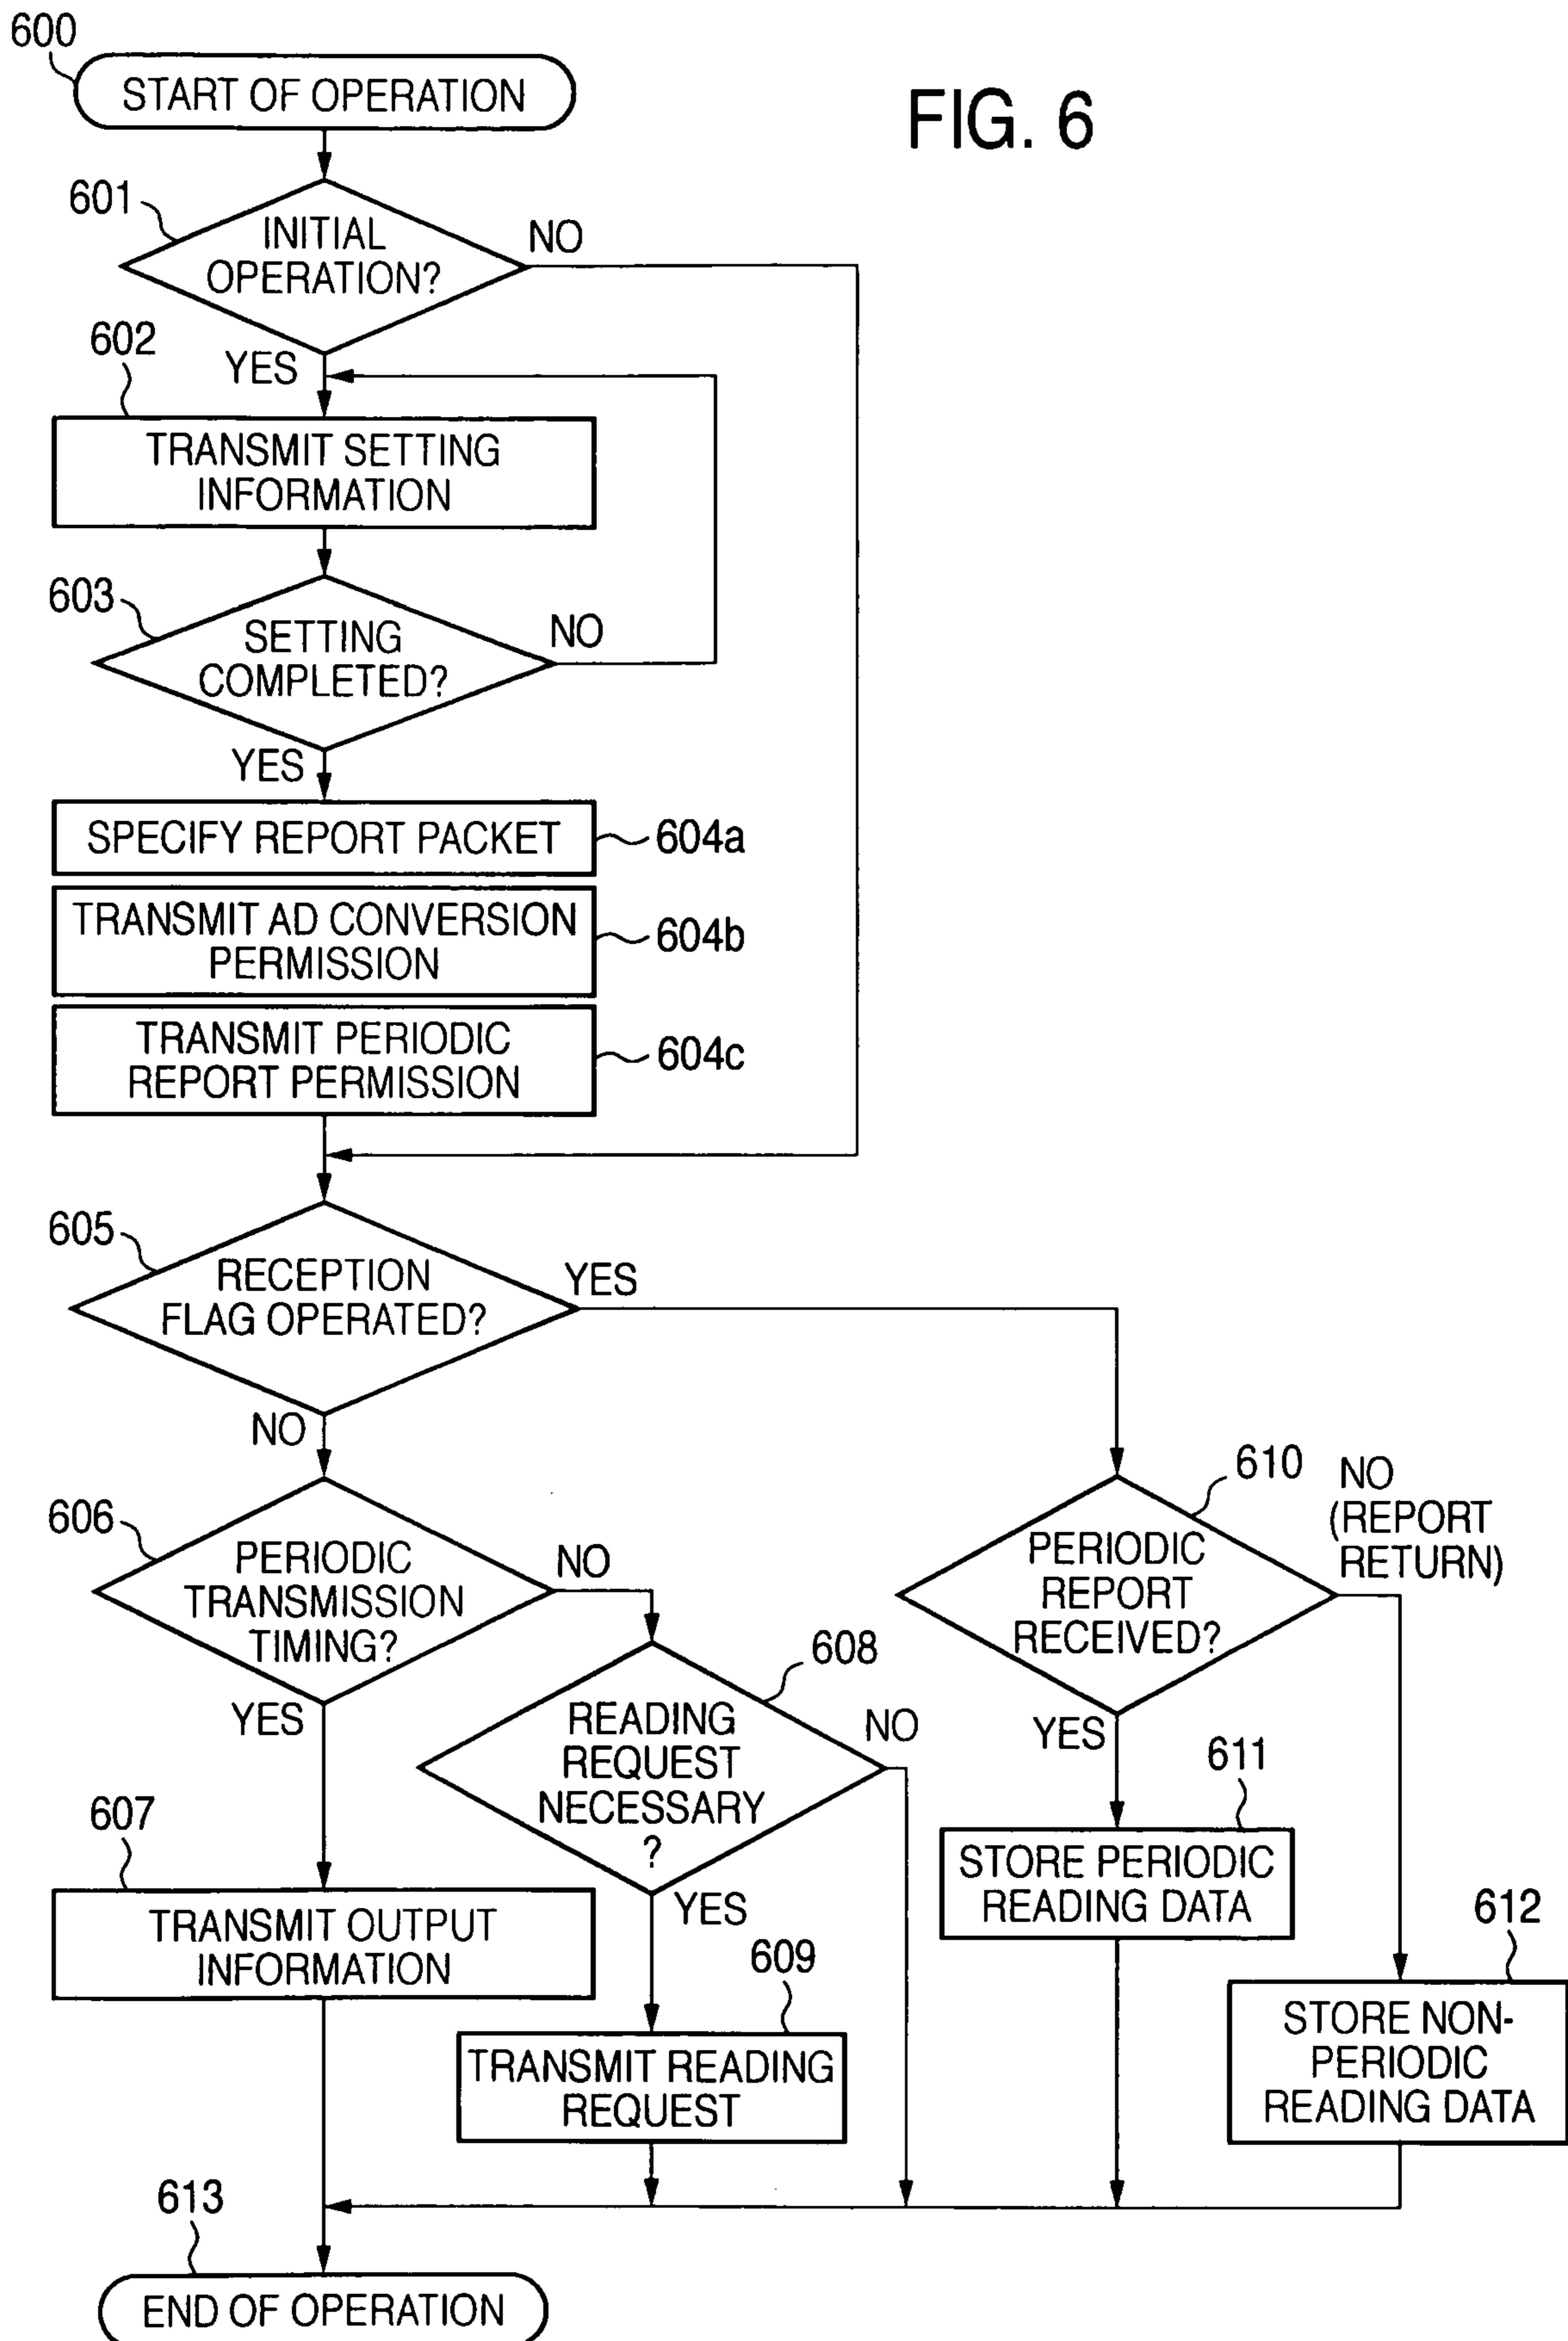 600
START OF OPERATION
FIG. 6
601
INITIAL
OPERATION?
NO
602
YES
TRANSMIT SETTING
INFORMATION
603
SETTING
COMPLETED?
NO
YES
SPECIFY REPORT PACKET
604a
TRANSMIT AD CONVERSION
PERMISSION
604b
TRANSMIT PERIODIC
REPORT PERMISSION
604c
605
RECEPTION
FLAG OPERATED?
YES
NO
606
PERIODIC
TRANSMISSION
TIMING?
NO
YES
608
READING
REQUEST
NECESSARY
?
NO
YES
610
PERIODIC
REPORT
RECEIVED?
NO
(REPORT
RETURN)
YES
607
TRANSMIT OUTPUT
INFORMATION
609
TRANSMIT READING
REQUEST
611
STORE PERIODIC
READING DATA
612
STORE NON-
PERIODIC
READING DATA
613
END OF OPERATION